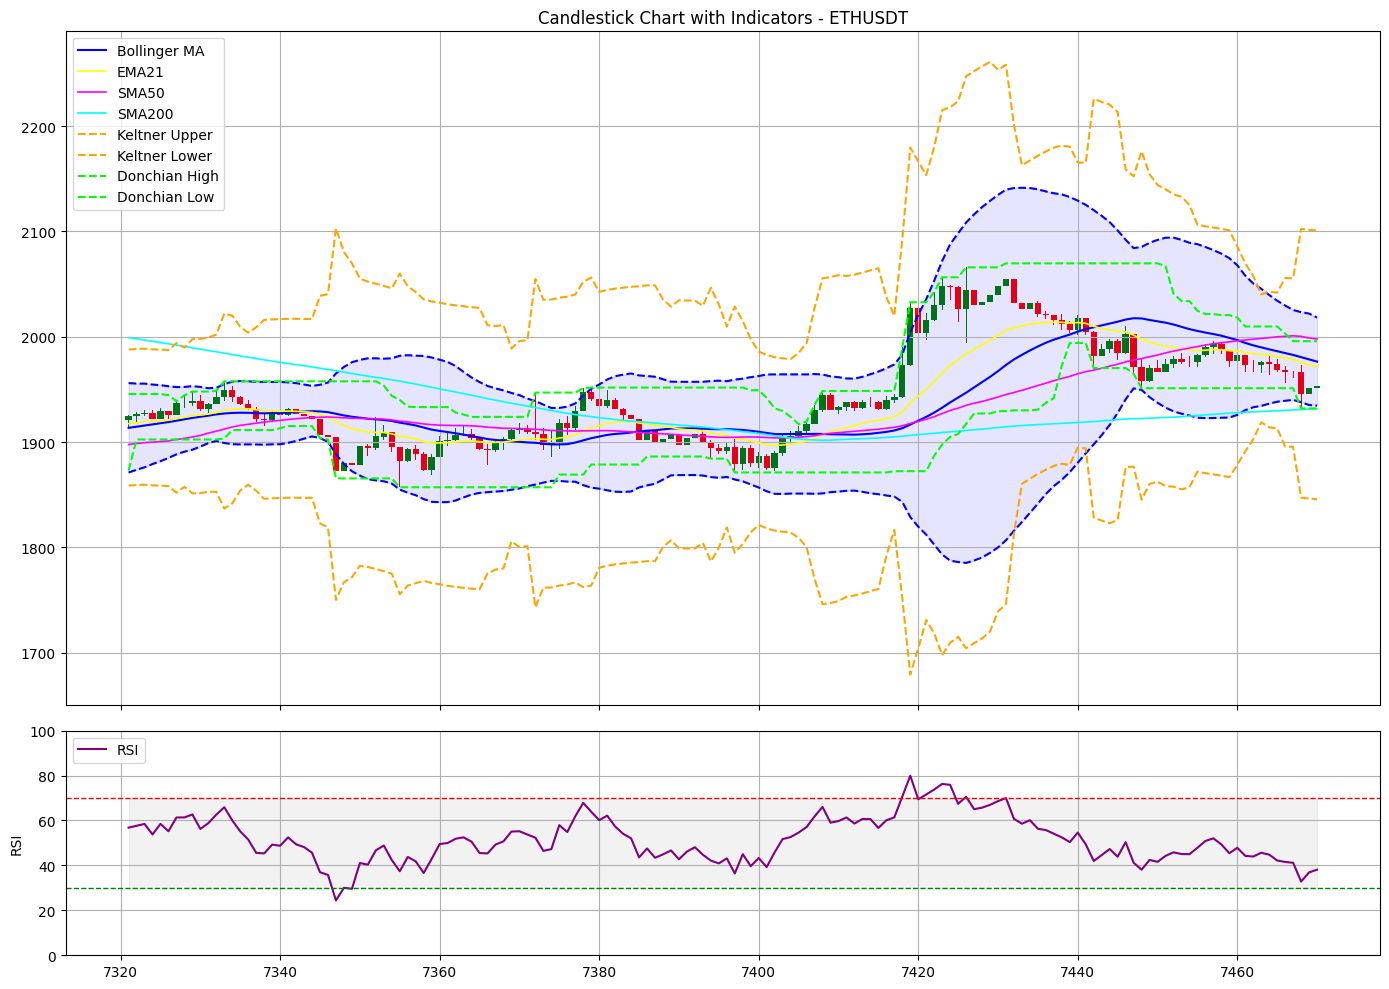 Candlestick Chart with Indicators - ETHUSDT
Bollinger MA
EMA21
SMA50
SMA200
Keltner Upper
Keltner Lower
Donchian High
Donchian Low
2200
2100
2000
1900
1800
1700
RSI
100
80
60
40
20
0
RSI
7320 7340 7360 7380 7400 7420 7440 7460